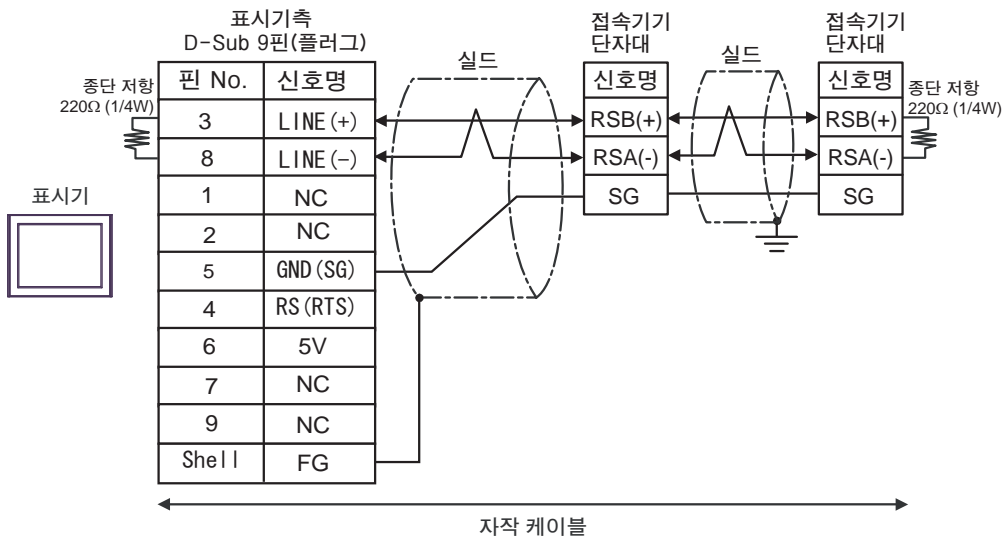 표시기측
D-Sub 9핀(플러그)
접속기기
단자대
접속기기
단자대
실드
실드
종단 저항
220Ω (1/4W)
핀 No. 신호명
신호명
신호명
종단 저항
220Ω (1/4W)
3 LINE(+)
RSB(+)
RSB(+)
8 LINE(-)
RSA(-)
RSA(-)
1 NC
SG
SG
표시기
2 NC
5 GND(SG)
4 RS(RTS)
6 5V
7 NC
9 NC
Shell FG
자작 케이블